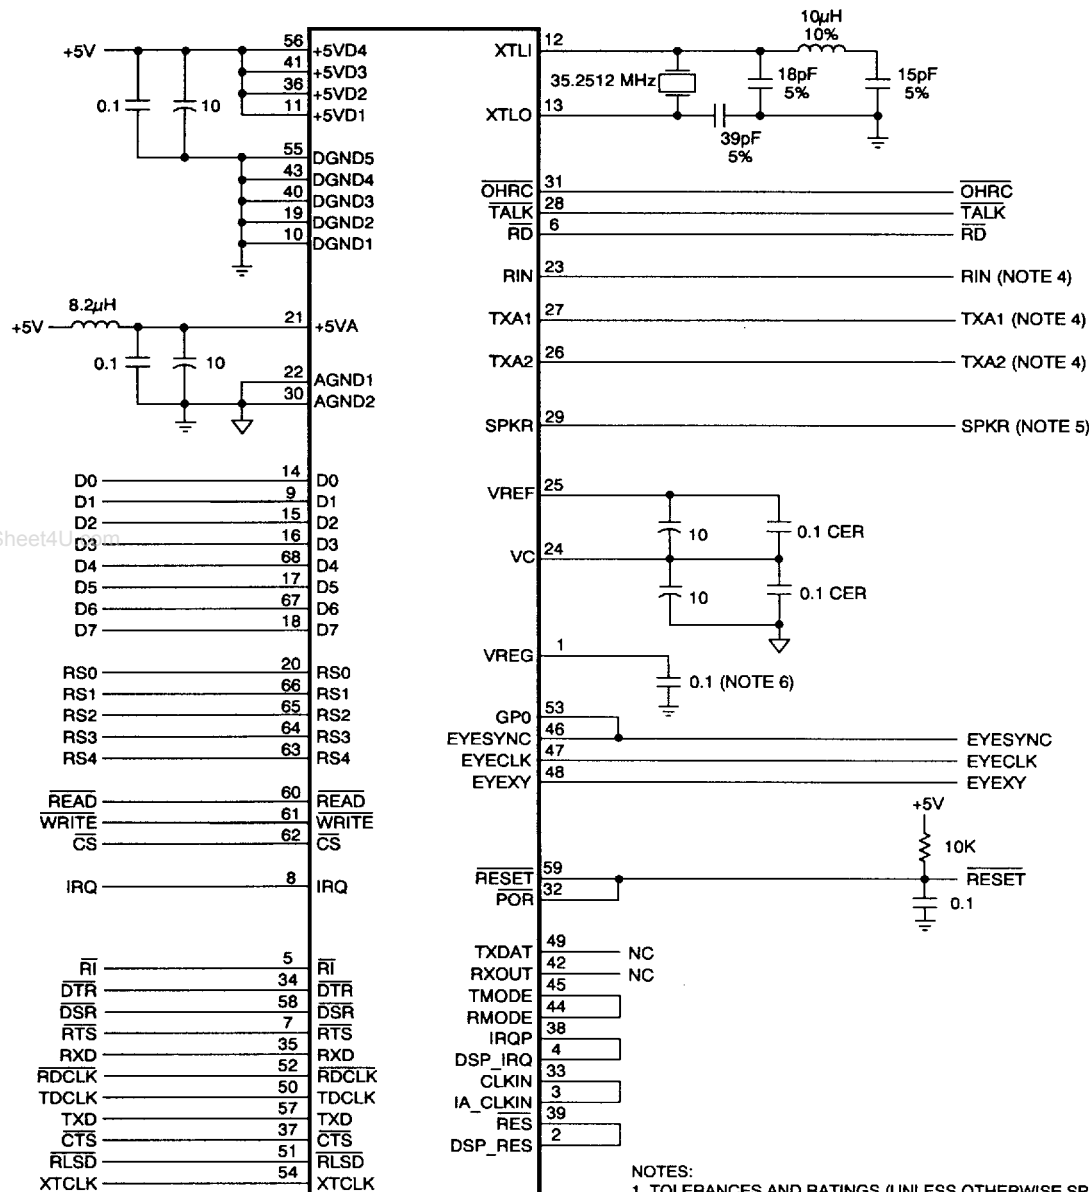 +5V
56 +5VD4
41 +5VD3
36 +5VD2
11 +5VD1
0.1
10
55 DGND5
43 DGND4
40 DGND3
19 DGND2
10 DGND1
8.2µH
+5V
21 +5VA
0.1
10
22 AGND1
30 AGND2
D0 14 D0
D1 9 D1
D2 15 D2
D3 16 D3
D4 68 D4
D5 17 D5
D6 67 D6
D7 18 D7
heet4U.com
RS0 20 RS0
RS1 66 RS1
RS2 65 RS2
RS3 64 RS3
RS4 63 RS4
READ 60 READ
WRITE 61 WRITE
CS 62 CS
IRQ 8 IRQ
RI 5 RI
DTR 34 DTR
DSR 58 DSR
RTS 7 RTS
RXD 35 RXD
RDCLK 52 RDCLK
TDCLK 50 TDCLK
TXD 57 TXD
CTS 37 CTS
RLSD 51 RLSD
XTCLK 54 XTCLK
XTLI 12
10µH
10%
35.2512 MHz
18pF
5%
15pF
5%
XTLO 13
39pF
5%
OHRC 31 OHRC
TALK 28 TALK
RD 6 RD
RIN 23 RIN (NOTE 4)
TXA1 27 TXA1 (NOTE 4)
TXA2 26 TXA2 (NOTE 4)
SPKR 29 SPKR (NOTE 5)
VREF 25
10
0.1 CER
VC 24
10
0.1 CER
VREG 1
0.1 (NOTE 6)
GP0 53
EYESYNC 46 EYESYNC
EYECLK 47 EYECLK
EYEXY 48 EYEXY
+5V
10K
RESET 59 RESET
POR 32
0.1
TXDAT 49 NC
RXOUT 42 NC
TMODE 45
RMODE 44
IRQP 38
DSP_IRQ 4
CLKIN 33
IA_CLKIN 3
RES 39
DSP_RES 2
NOTES:
1. TOLERANCES AND RATINGS (UNLESS OTHERWISE SP